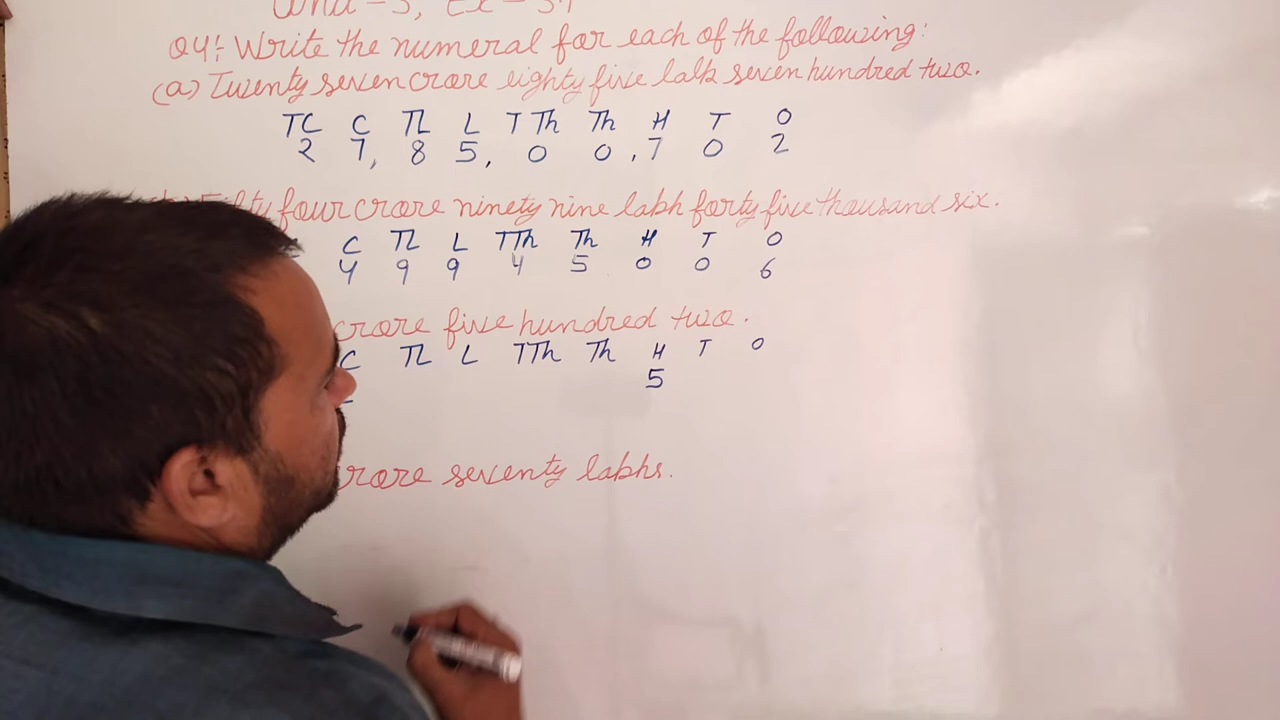 Q4:- Write the numeral for each of the following:
(a) Twenty seven crore eighty five lakh seven hundred two.
TC C TL L TTh Th H T O
2 7, 8 5, 0 0, 7 0 2
four crore ninety nine lakh forty five thousand six.
C TL L TTh Th H T O
4 9 9 4 5 0 0 6
crore five hundred two.
C TL L TTh Th H T O
5
crore seventy lakhs.